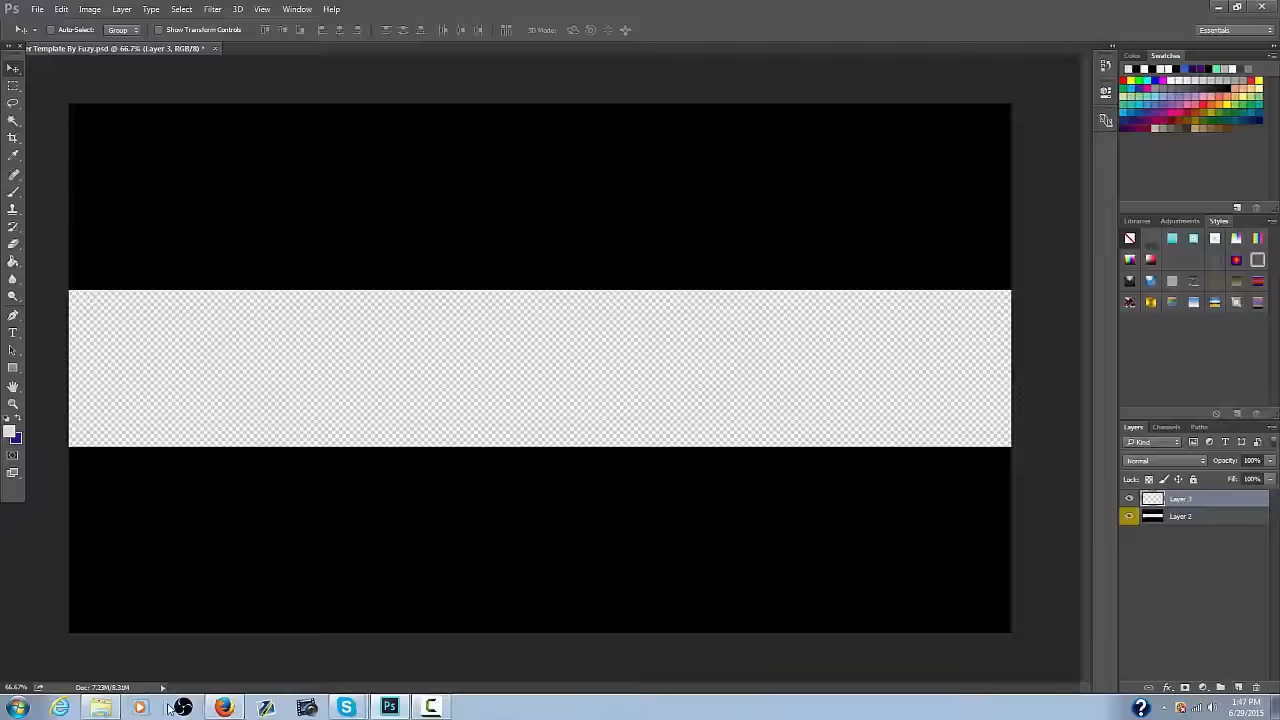 Ps File Edit Image Layer Type Select Filter 3D View Window Help
Auto-Select: Group Show Transform Controls 3D Mode: Essentials
er Template By Fuzy.psd @ 66.7% (Layer 3, RGB/8) *
Color Swatches
Libraries Adjustments Styles
Layers Channels Paths
Kind
Normal Opacity: 100%
Lock: Fill: 100%
Layer 3
Layer 2
66.67% Doc: 7.23M/8.31M
1:47 PM
6/29/2015